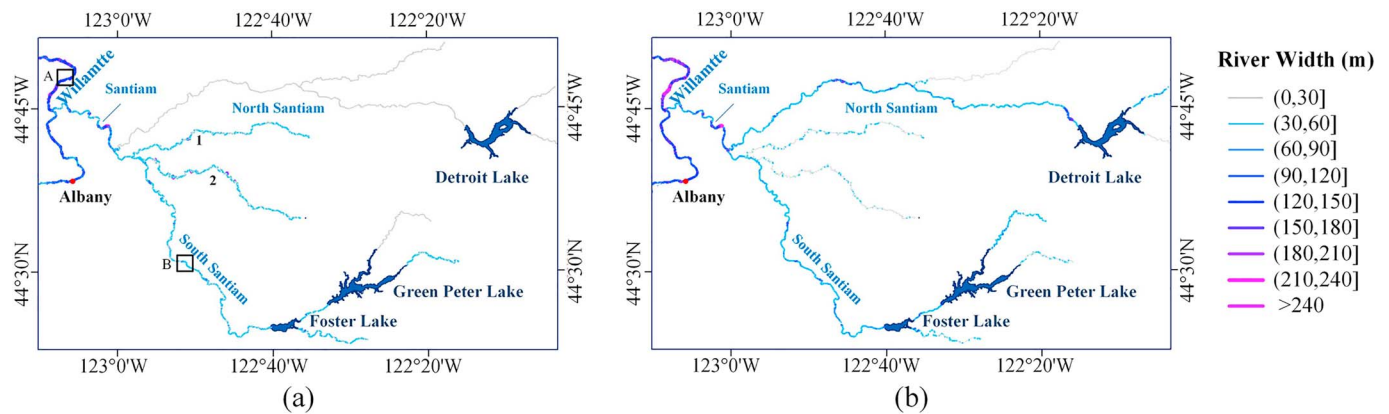 123°0'W 122°40'W 122°20'W
44°45'W
44°30'N
A
Willamtte
Santiam
North Santiam
1
2
Albany
Detroit Lake
South Santiam
B
Green Peter Lake
Foster Lake
44°45'W
44°30'N
123°0'W 122°40'W 122°20'W
(a)
123°0'W 122°40'W 122°20'W
44°45'W
44°30'N
Willamtte
Santiam
North Santiam
Albany
Detroit Lake
South Santiam
Green Peter Lake
Foster Lake
44°45'W
44°30'N
123°0'W 122°40'W 122°20'W
(b)
River Width (m)
(0,30]
(30,60]
(60,90]
(90,120]
(120,150]
(150,180]
(180,210]
(210,240]
>240